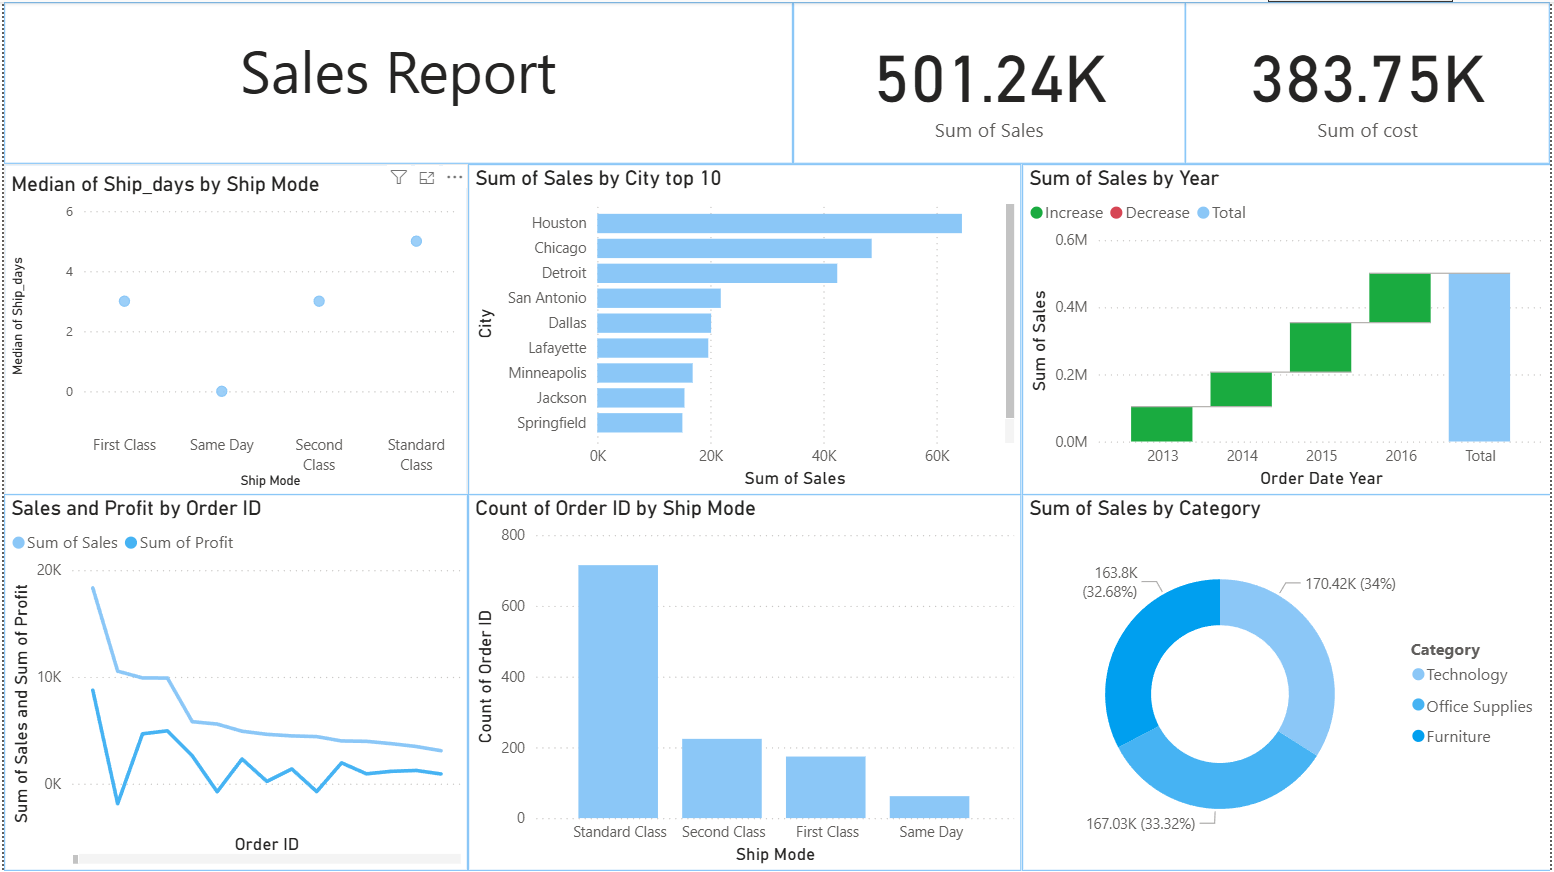 Sales Report
501.24K
Sum of Sales
383.75K
Sum of cost
Median of Ship_days by Ship Mode
Median of Ship_days
6
4
2
0
First Class
Same Day
Second
Class
Standard
Class
Ship Mode
Sum of Sales by City top 10
City
Houston
Chicago
Detroit
San Antonio
Dallas
Lafayette
Minneapolis
Jackson
Springfield
0K
20K
40K
60K
Sum of Sales
Sum of Sales by Year
Increase
Decrease
Total
Sum of Sales
0.6M
0.4M
0.2M
0.0M
2013
2014
2015
2016
Total
Order Date Year
Sales and Profit by Order ID
Sum of Sales
Sum of Profit
Sum of Sales and Sum of Profit
20K
10K
0K
Order ID
Count of Order ID by Ship Mode
Count of Order ID
800
600
400
200
0
Standard Class
Second Class
First Class
Same Day
Ship Mode
Sum of Sales by Category
163.8K
(32.68%)
170.42K (34%)
167.03K (33.32%)
Category
Technology
Office Supplies
Furniture